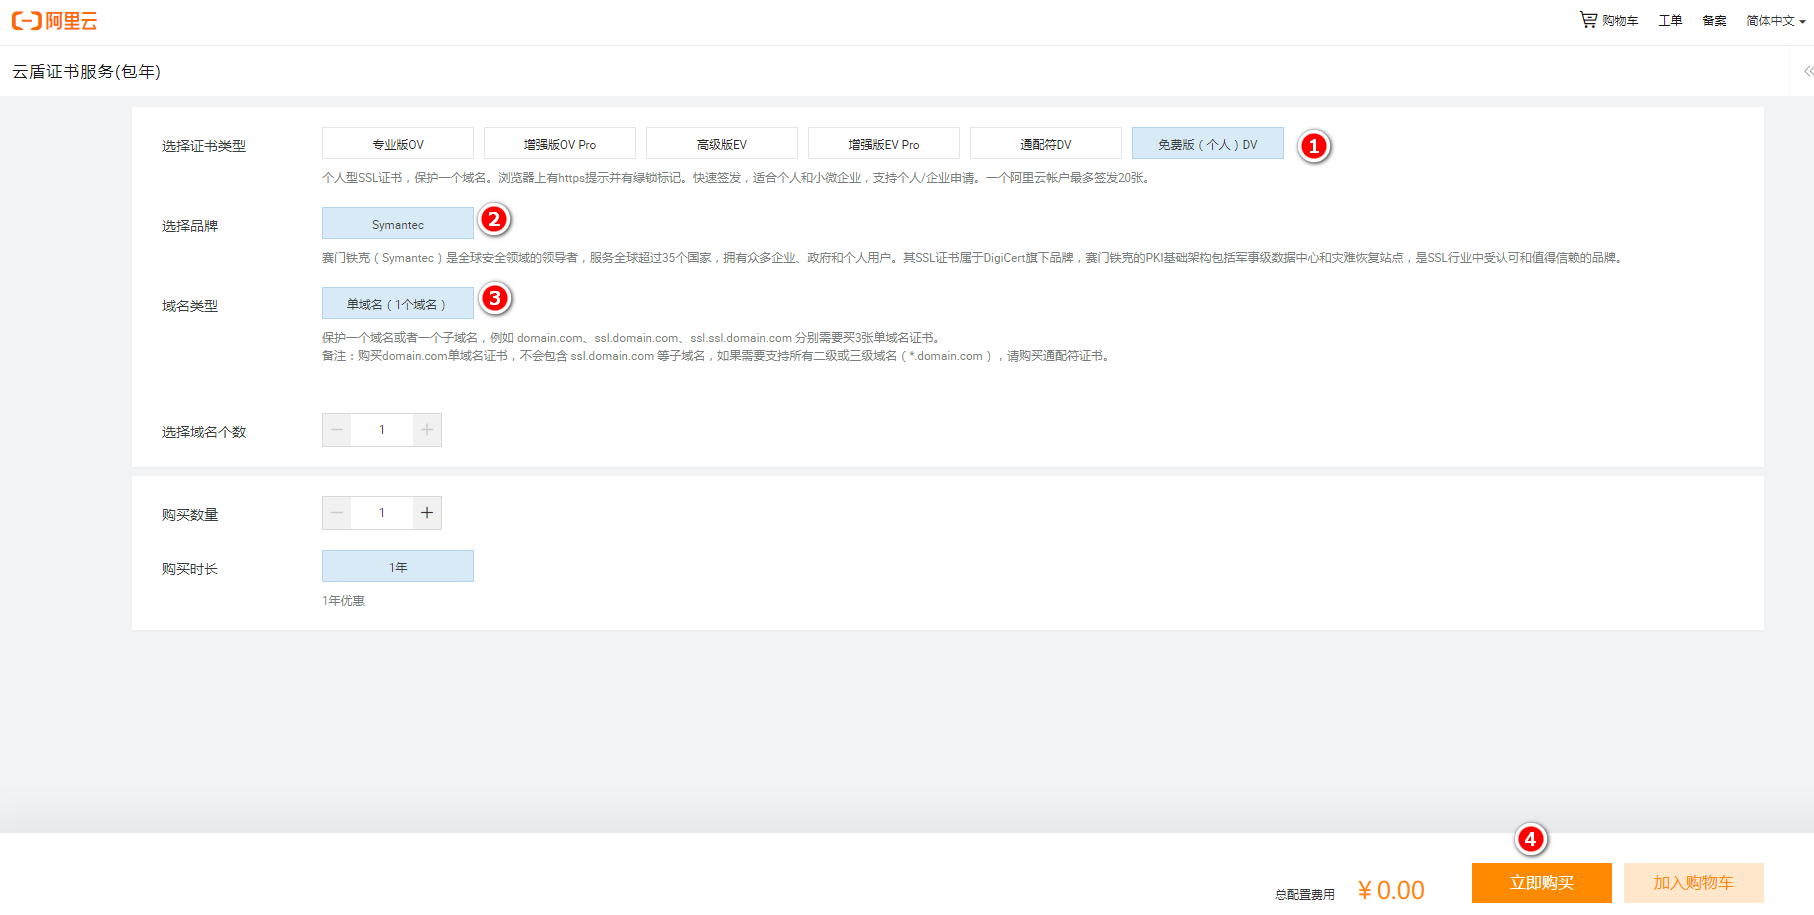 阿里云
购物车 工单 备案 简体中文
云盾证书服务(包年)
选择证书类型 专业版OV 增强版OV Pro 高级版EV 增强版EV Pro 通配符DV 免费版（个人）DV 1
个人型SSL证书，保护一个域名。浏览器上有https提示并有绿锁标记。快速签发，适合个人和小微企业，支持个人/企业申请。一个阿里云帐户最多签发20张。
选择品牌 Symantec 2
赛门铁克（Symantec）是全球安全领域的领导者，服务全球超过35个国家，拥有众多企业、政府和个人用户。其SSL证书属于DigiCert旗下品牌，赛门铁克的PKI基础架构包括军事级数据中心和灾难恢复站点，是SSL行业中受认可和值得信赖的品牌。
域名类型 单域名（1个域名） 3
保护一个域名或者一个子域名，例如 domain.com、ssl.domain.com、ssl.ssl.domain.com 分别需要买3张单域名证书。
备注：购买domain.com单域名证书，不会包含 ssl.domain.com 等子域名，如果需要支持所有二级或三级域名（*.domain.com），请购买通配符证书。
选择域名个数 － 1 ＋
购买数量 － 1 ＋
购买时长 1年
1年优惠
4
总配置费用 ¥ 0.00 立即购买 加入购物车